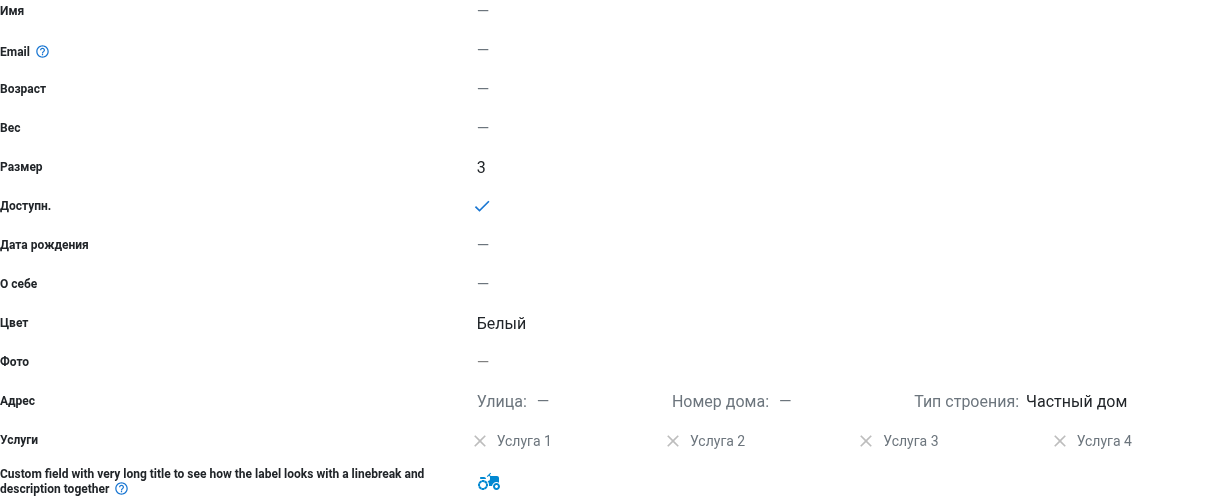 Имя —
Email —
Возраст —
Вес —
Размер 3
Доступн.
Дата рождения —
О себе —
Цвет Белый
Фото —
Адрес Улица: — Номер дома: — Тип строения: Частный дом
Услуги Услуга 1 Услуга 2 Услуга 3 Услуга 4
Custom field with very long title to see how the label looks with a linebreak and
description together